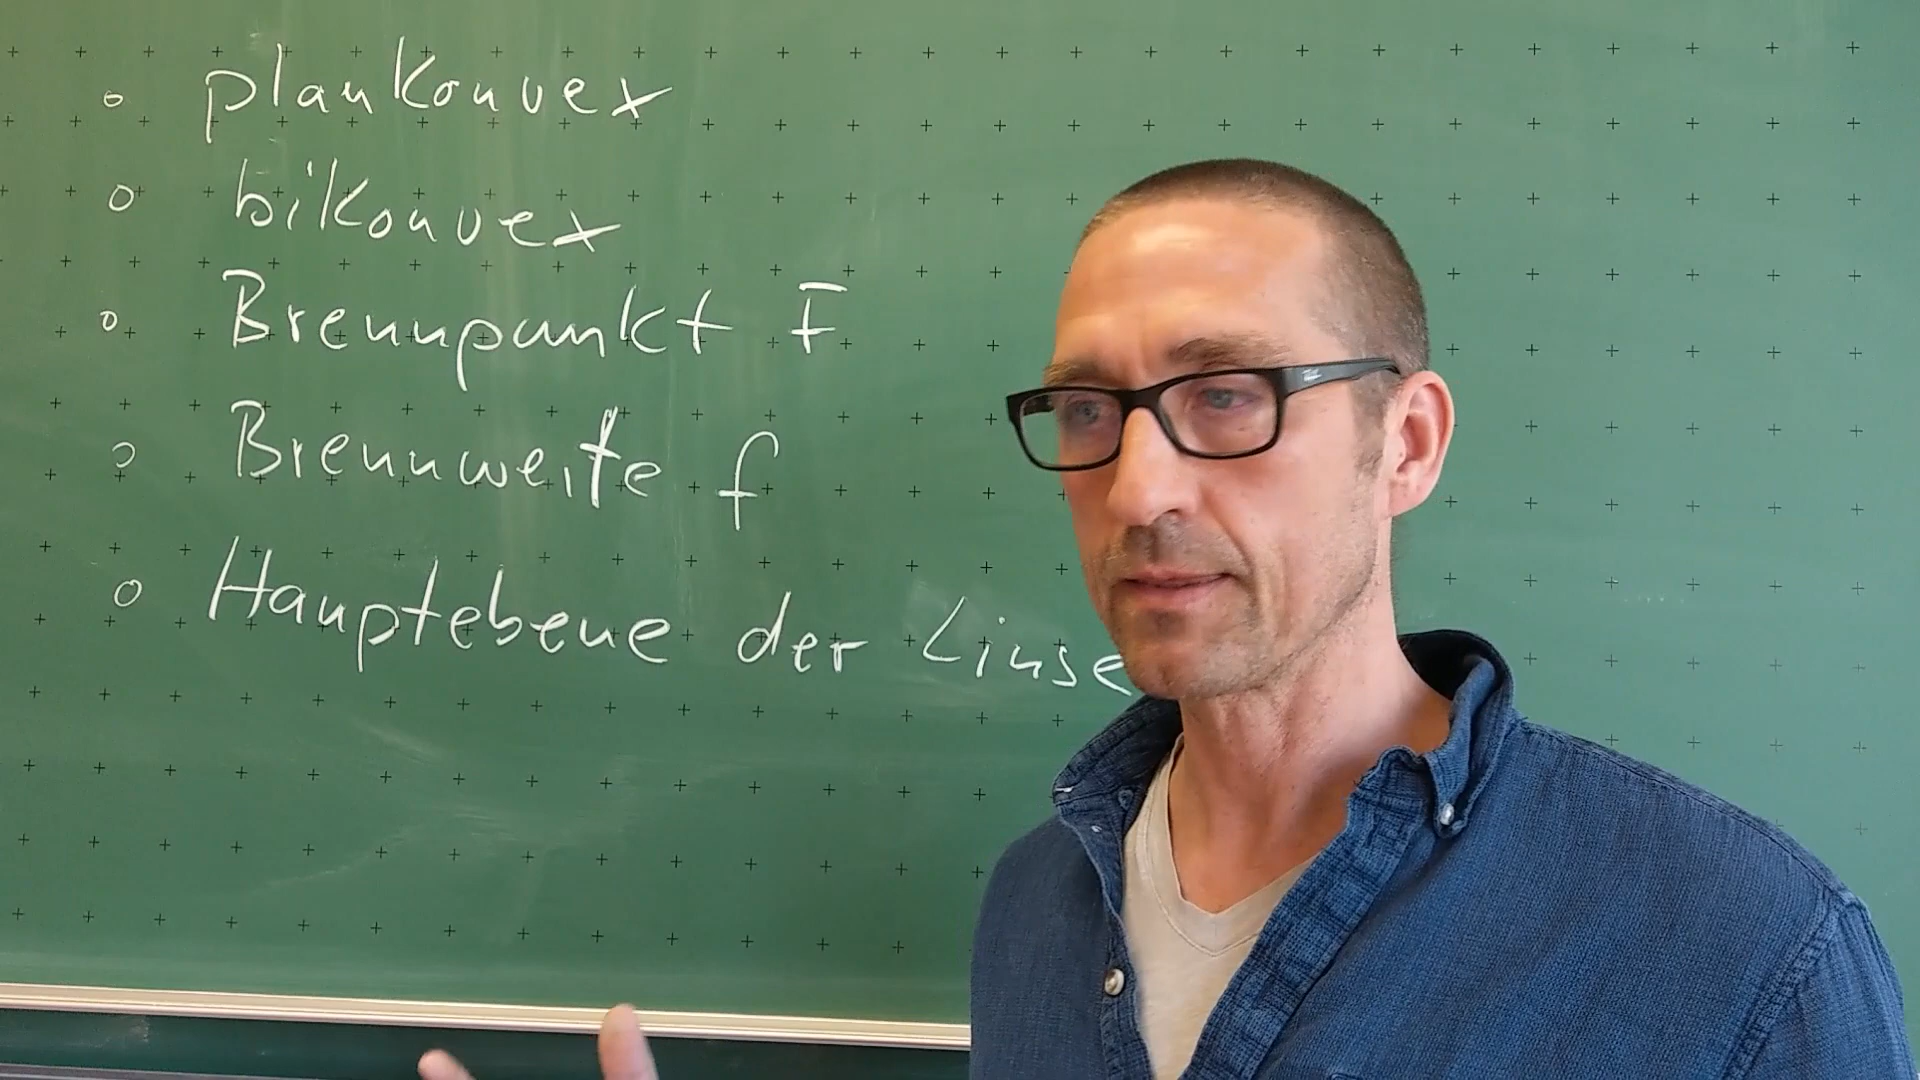 o plankonvex
o bikonvex
o Brennpunkt F
o Brennweite f
o Hauptebene der Linse